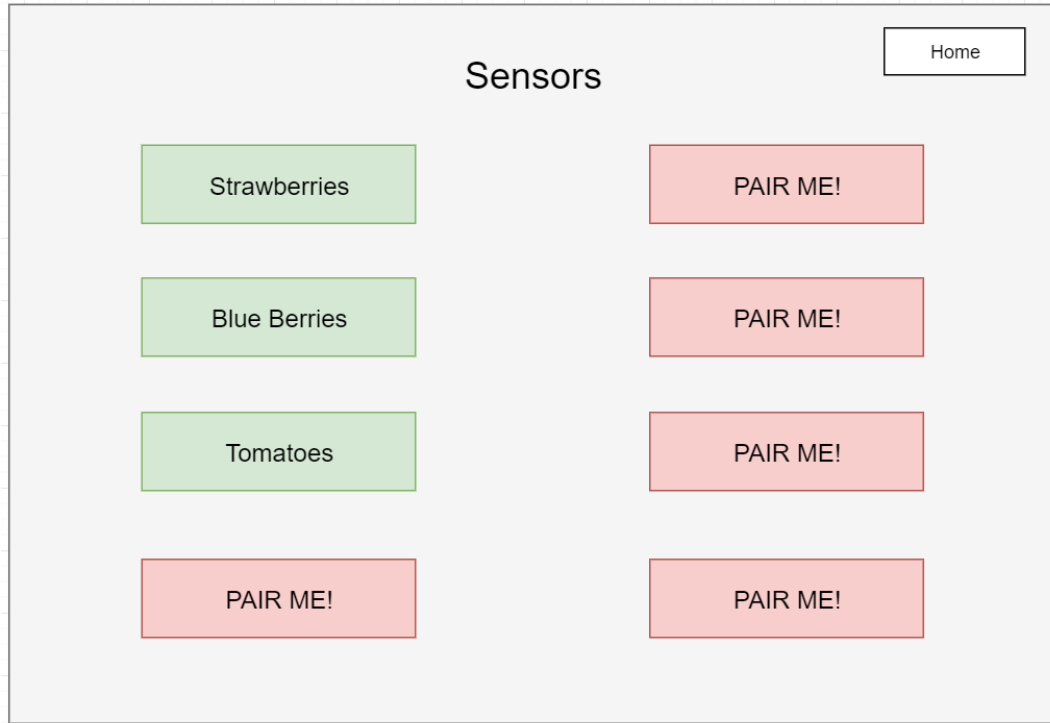 Home
Sensors
Strawberries
PAIR ME!
Blue Berries
PAIR ME!
Tomatoes
PAIR ME!
PAIR ME!
PAIR ME!